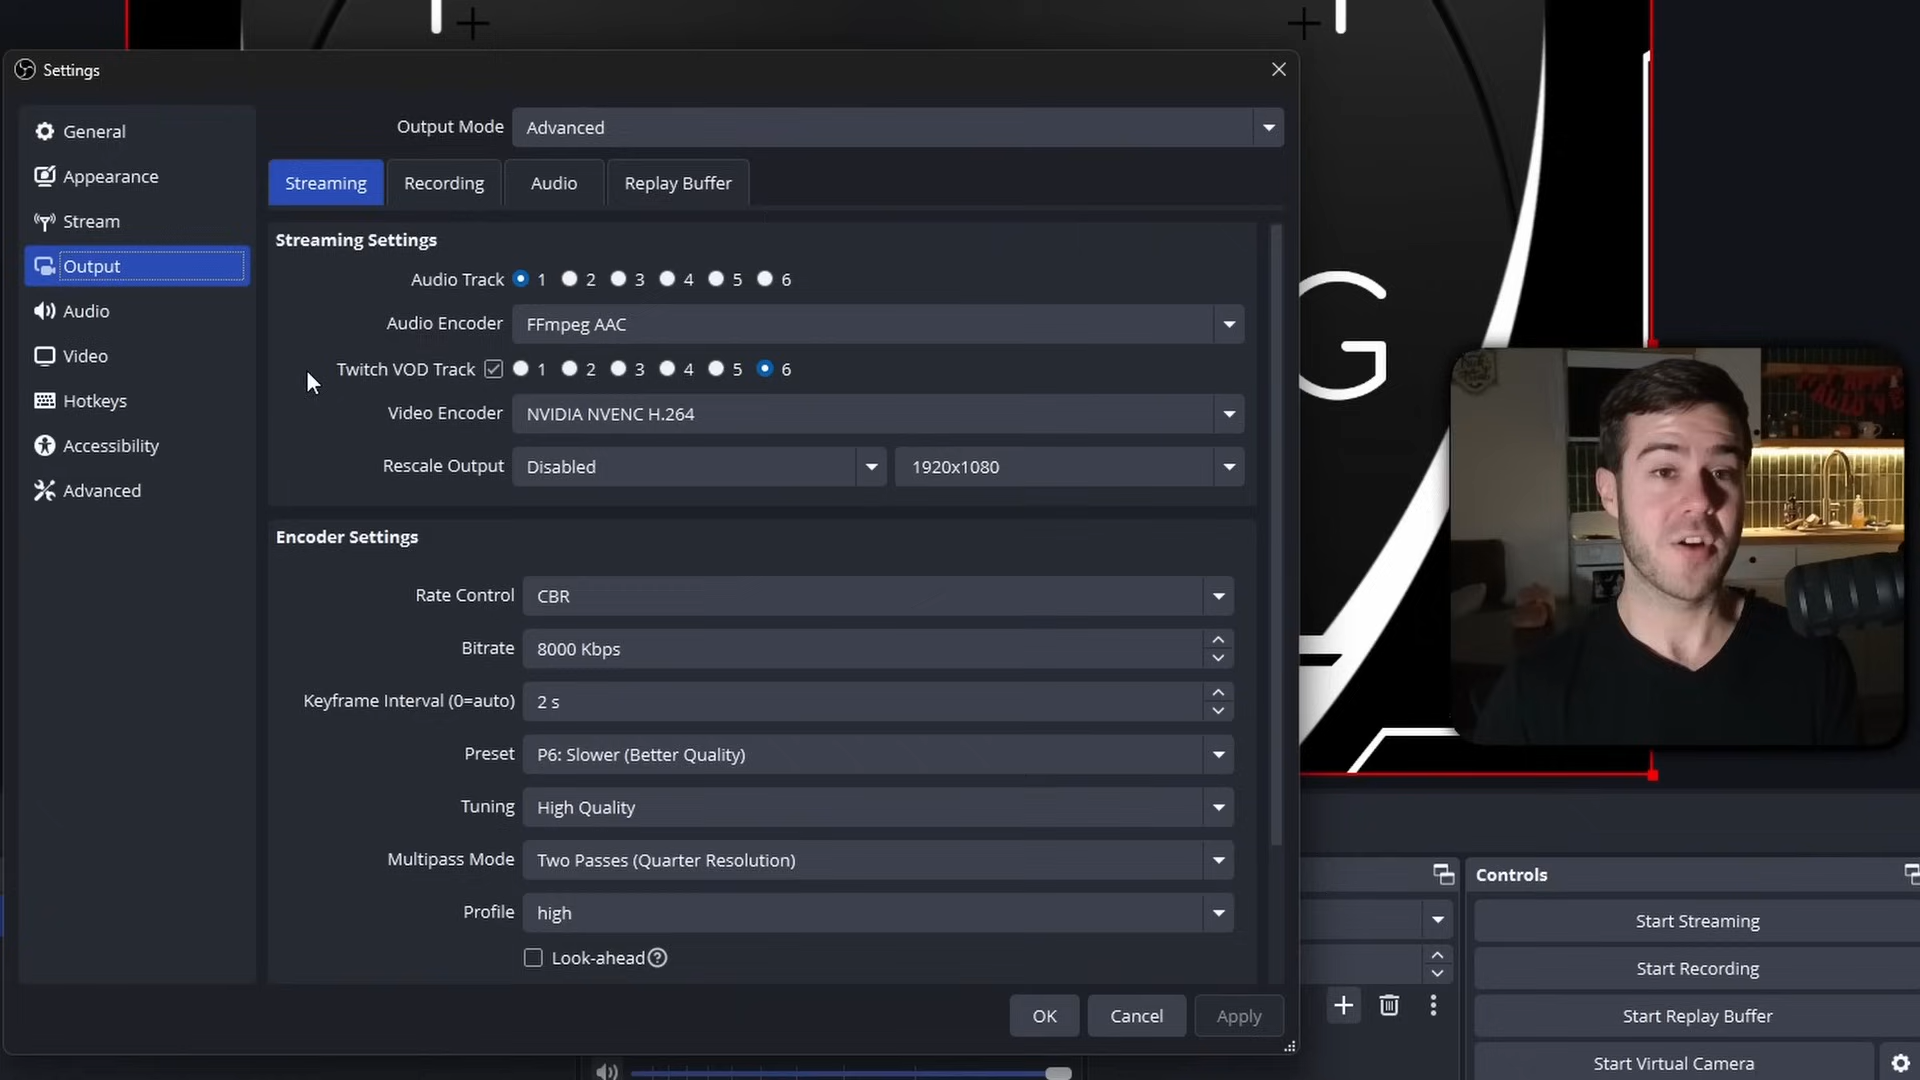 Settings
General
Appearance
Stream
Output
Audio
Video
Hotkeys
Accessibility
Advanced
Output Mode Advanced
Streaming Recording Audio Replay Buffer
Streaming Settings
Audio Track 1 2 3 4 5 6
Audio Encoder FFmpeg AAC
Twitch VOD Track 1 2 3 4 5 6
Video Encoder NVIDIA NVENC H.264
Rescale Output Disabled 1920x1080
Encoder Settings
Rate Control CBR
Bitrate 8000 Kbps
Keyframe Interval (0=auto) 2 s
Preset P6: Slower (Better Quality)
Tuning High Quality
Multipass Mode Two Passes (Quarter Resolution)
Profile high
Look-ahead ?
OK Cancel Apply
G
Controls
Start Streaming
Start Recording
Start Replay Buffer
Start Virtual Camera